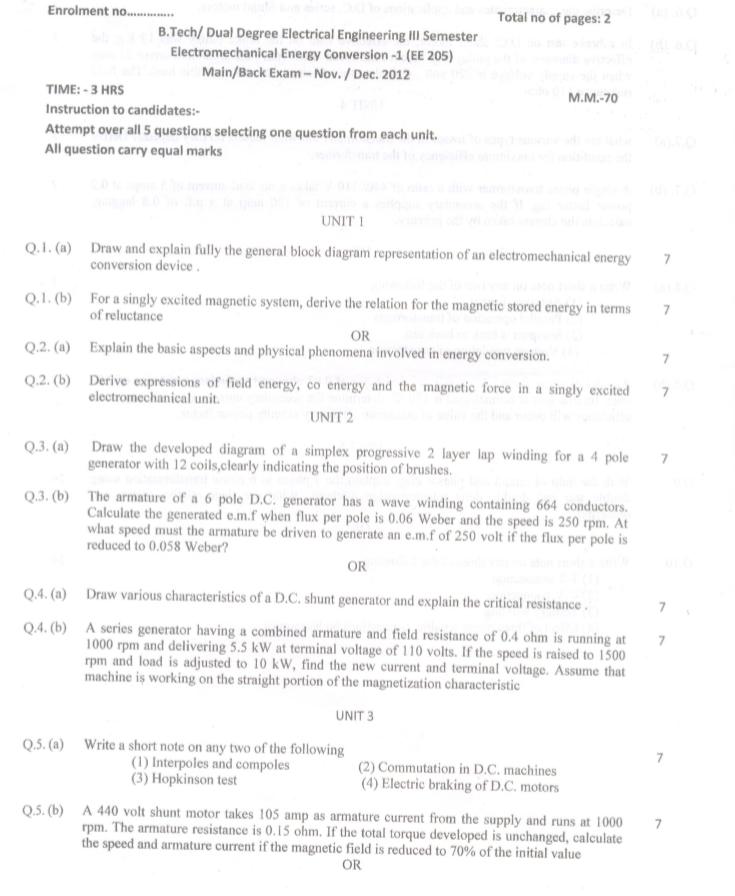 Enrolment no...............
Total no of pages: 2
B.Tech/ Dual Degree Electrical Engineering III Semester
Electromechanical Energy Conversion -1 (EE 205)
Main/Back Exam – Nov. / Dec. 2012
TIME: - 3 HRS
M.M.-70
Instruction to candidates:-
Attempt over all 5 questions selecting one question from each unit.
All question carry equal marks
UNIT 1
Q.1. (a) Draw and explain fully the general block diagram representation of an electromechanical energy 7
conversion device .
Q.1. (b) For a singly excited magnetic system, derive the relation for the magnetic stored energy in terms 7
of reluctance
OR
Q.2. (a) Explain the basic aspects and physical phenomena involved in energy conversion. 7
Q.2. (b) Derive expressions of field energy, co energy and the magnetic force in a singly excited 7
electromechanical unit.
UNIT 2
Q.3. (a) Draw the developed diagram of a simplex progressive 2 layer lap winding for a 4 pole 7
generator with 12 coils,clearly indicating the position of brushes.
Q.3. (b) The armature of a 6 pole D.C. generator has a wave winding containing 664 conductors. 7
Calculate the generated e.m.f when flux per pole is 0.06 Weber and the speed is 250 rpm. At
what speed must the armature be driven to generate an e.m.f of 250 volt if the flux per pole is
reduced to 0.058 Weber?
OR
Q.4. (a) Draw various characteristics of a D.C. shunt generator and explain the critical resistance . 7
Q.4. (b) A series generator having a combined armature and field resistance of 0.4 ohm is running at 7
1000 rpm and delivering 5.5 kW at terminal voltage of 110 volts. If the speed is raised to 1500
rpm and load is adjusted to 10 kW, find the new current and terminal voltage. Assume that
machine is working on the straight portion of the magnetization characteristic
UNIT 3
Q.5. (a) Write a short note on any two of the following 7
(1) Interpoles and compoles (2) Commutation in D.C. machines
(3) Hopkinson test (4) Electric braking of D.C. motors
Q.5. (b) A 440 volt shunt motor takes 105 amp as armature current from the supply and runs at 1000 7
rpm. The armature resistance is 0.15 ohm. If the total torque developed is unchanged, calculate
the speed and armature current if the magnetic field is reduced to 70% of the initial value
OR